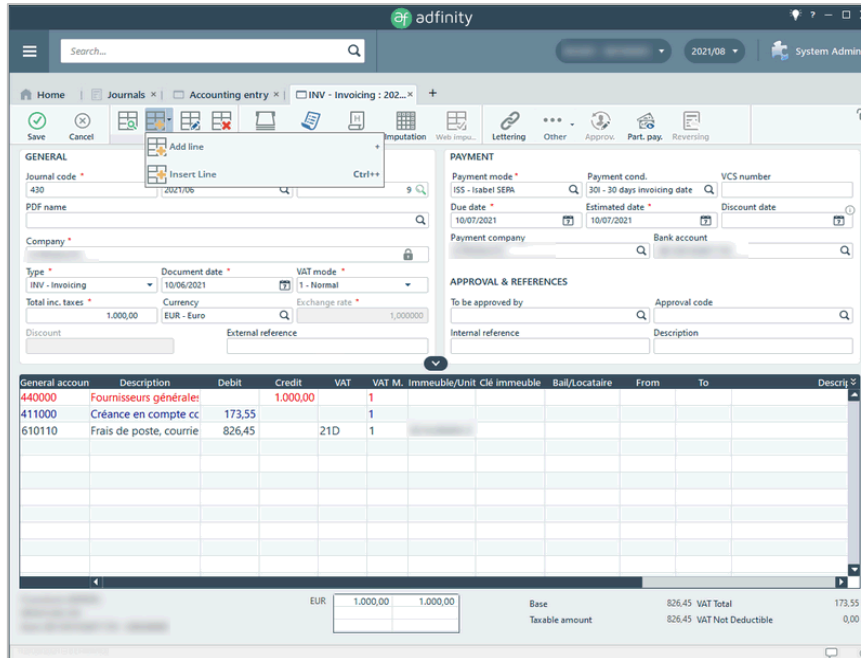 adfinity
? – □
Search... 2021/08 System Admin
Home | Journals × | Accounting entry × | INV - Invoicing : 202...× +
Save Cancel Imputation Web impu... Lettering Other Approv. Part. pay. Reversing
Add line +
Insert Line Ctrl++
GENERAL
Journal code *
430 2021/06 9
PDF name
Company *
Type * Document date * VAT mode *
INV - Invoicing 10/06/2021 1 - Normal
Total inc. taxes * Currency Exchange rate *
1.000,00 EUR - Euro 1,000000
Discount External reference
PAYMENT
Payment mode * Payment cond. VCS number
ISS - Isabel SEPA 30I - 30 days invoicing date
Due date * Estimated date * Discount date
10/07/2021 10/07/2021
Payment company Bank account
APPROVAL & REFERENCES
To be approved by Approval code
Internal reference Description
General accoun Description Debit Credit VAT VAT M. Immeuble/Unit Clé immeuble Bail/Locataire From To Descrip
440000 Fournisseurs générales 1.000,00 1
411000 Créance en compte cc 173,55 1
610110 Frais de poste, courrie 826,45 21D 1
EUR 1.000,00 1.000,00
Base 826,45 VAT Total 173,55
Taxable amount 826,45 VAT Not Deductible 0,00